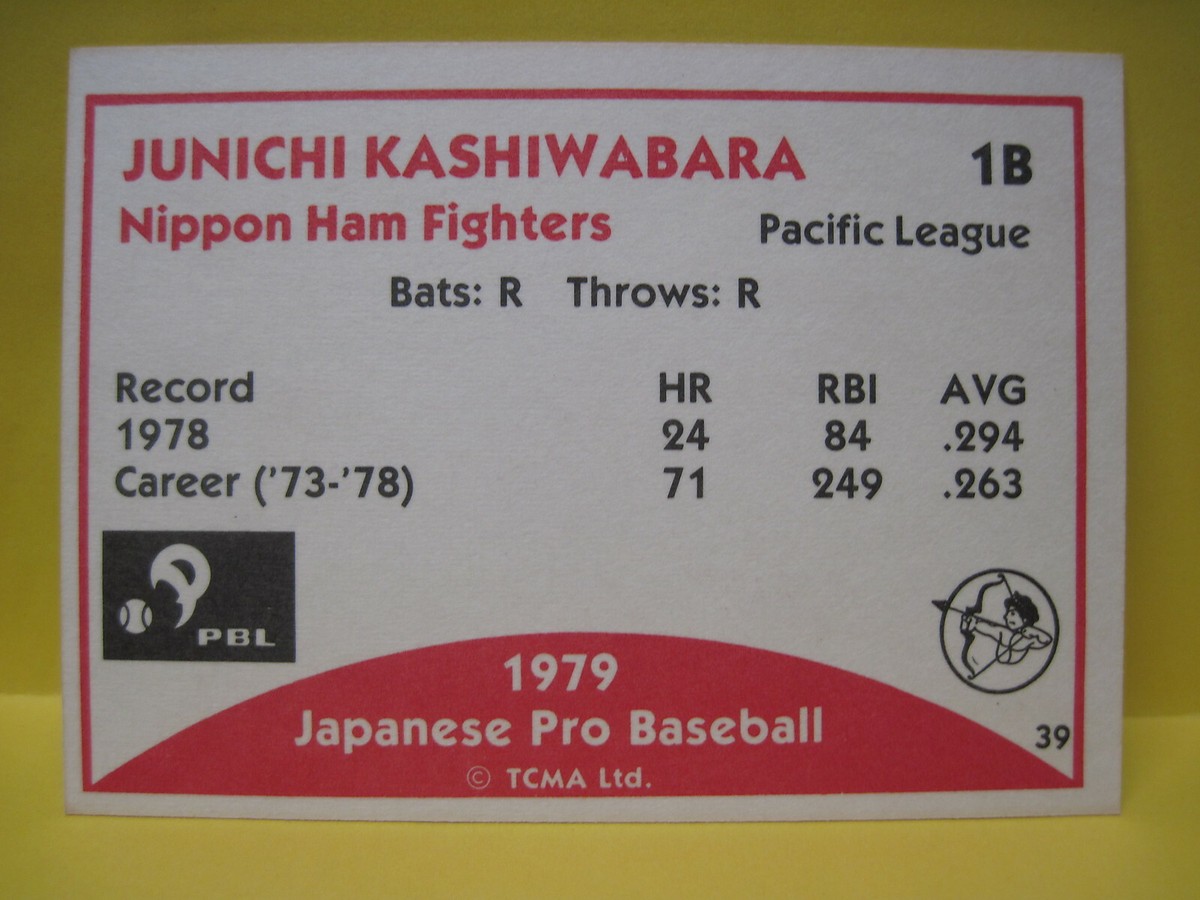 JUNICHI KASHIWABARA 1B
Nippon Ham Fighters Pacific League
Bats: R Throws: R
Record HR RBI AVG
1978 24 84 .294
Career ('73-'78) 71 249 .263
PBL
1979
Japanese Pro Baseball
39
© TCMA Ltd.